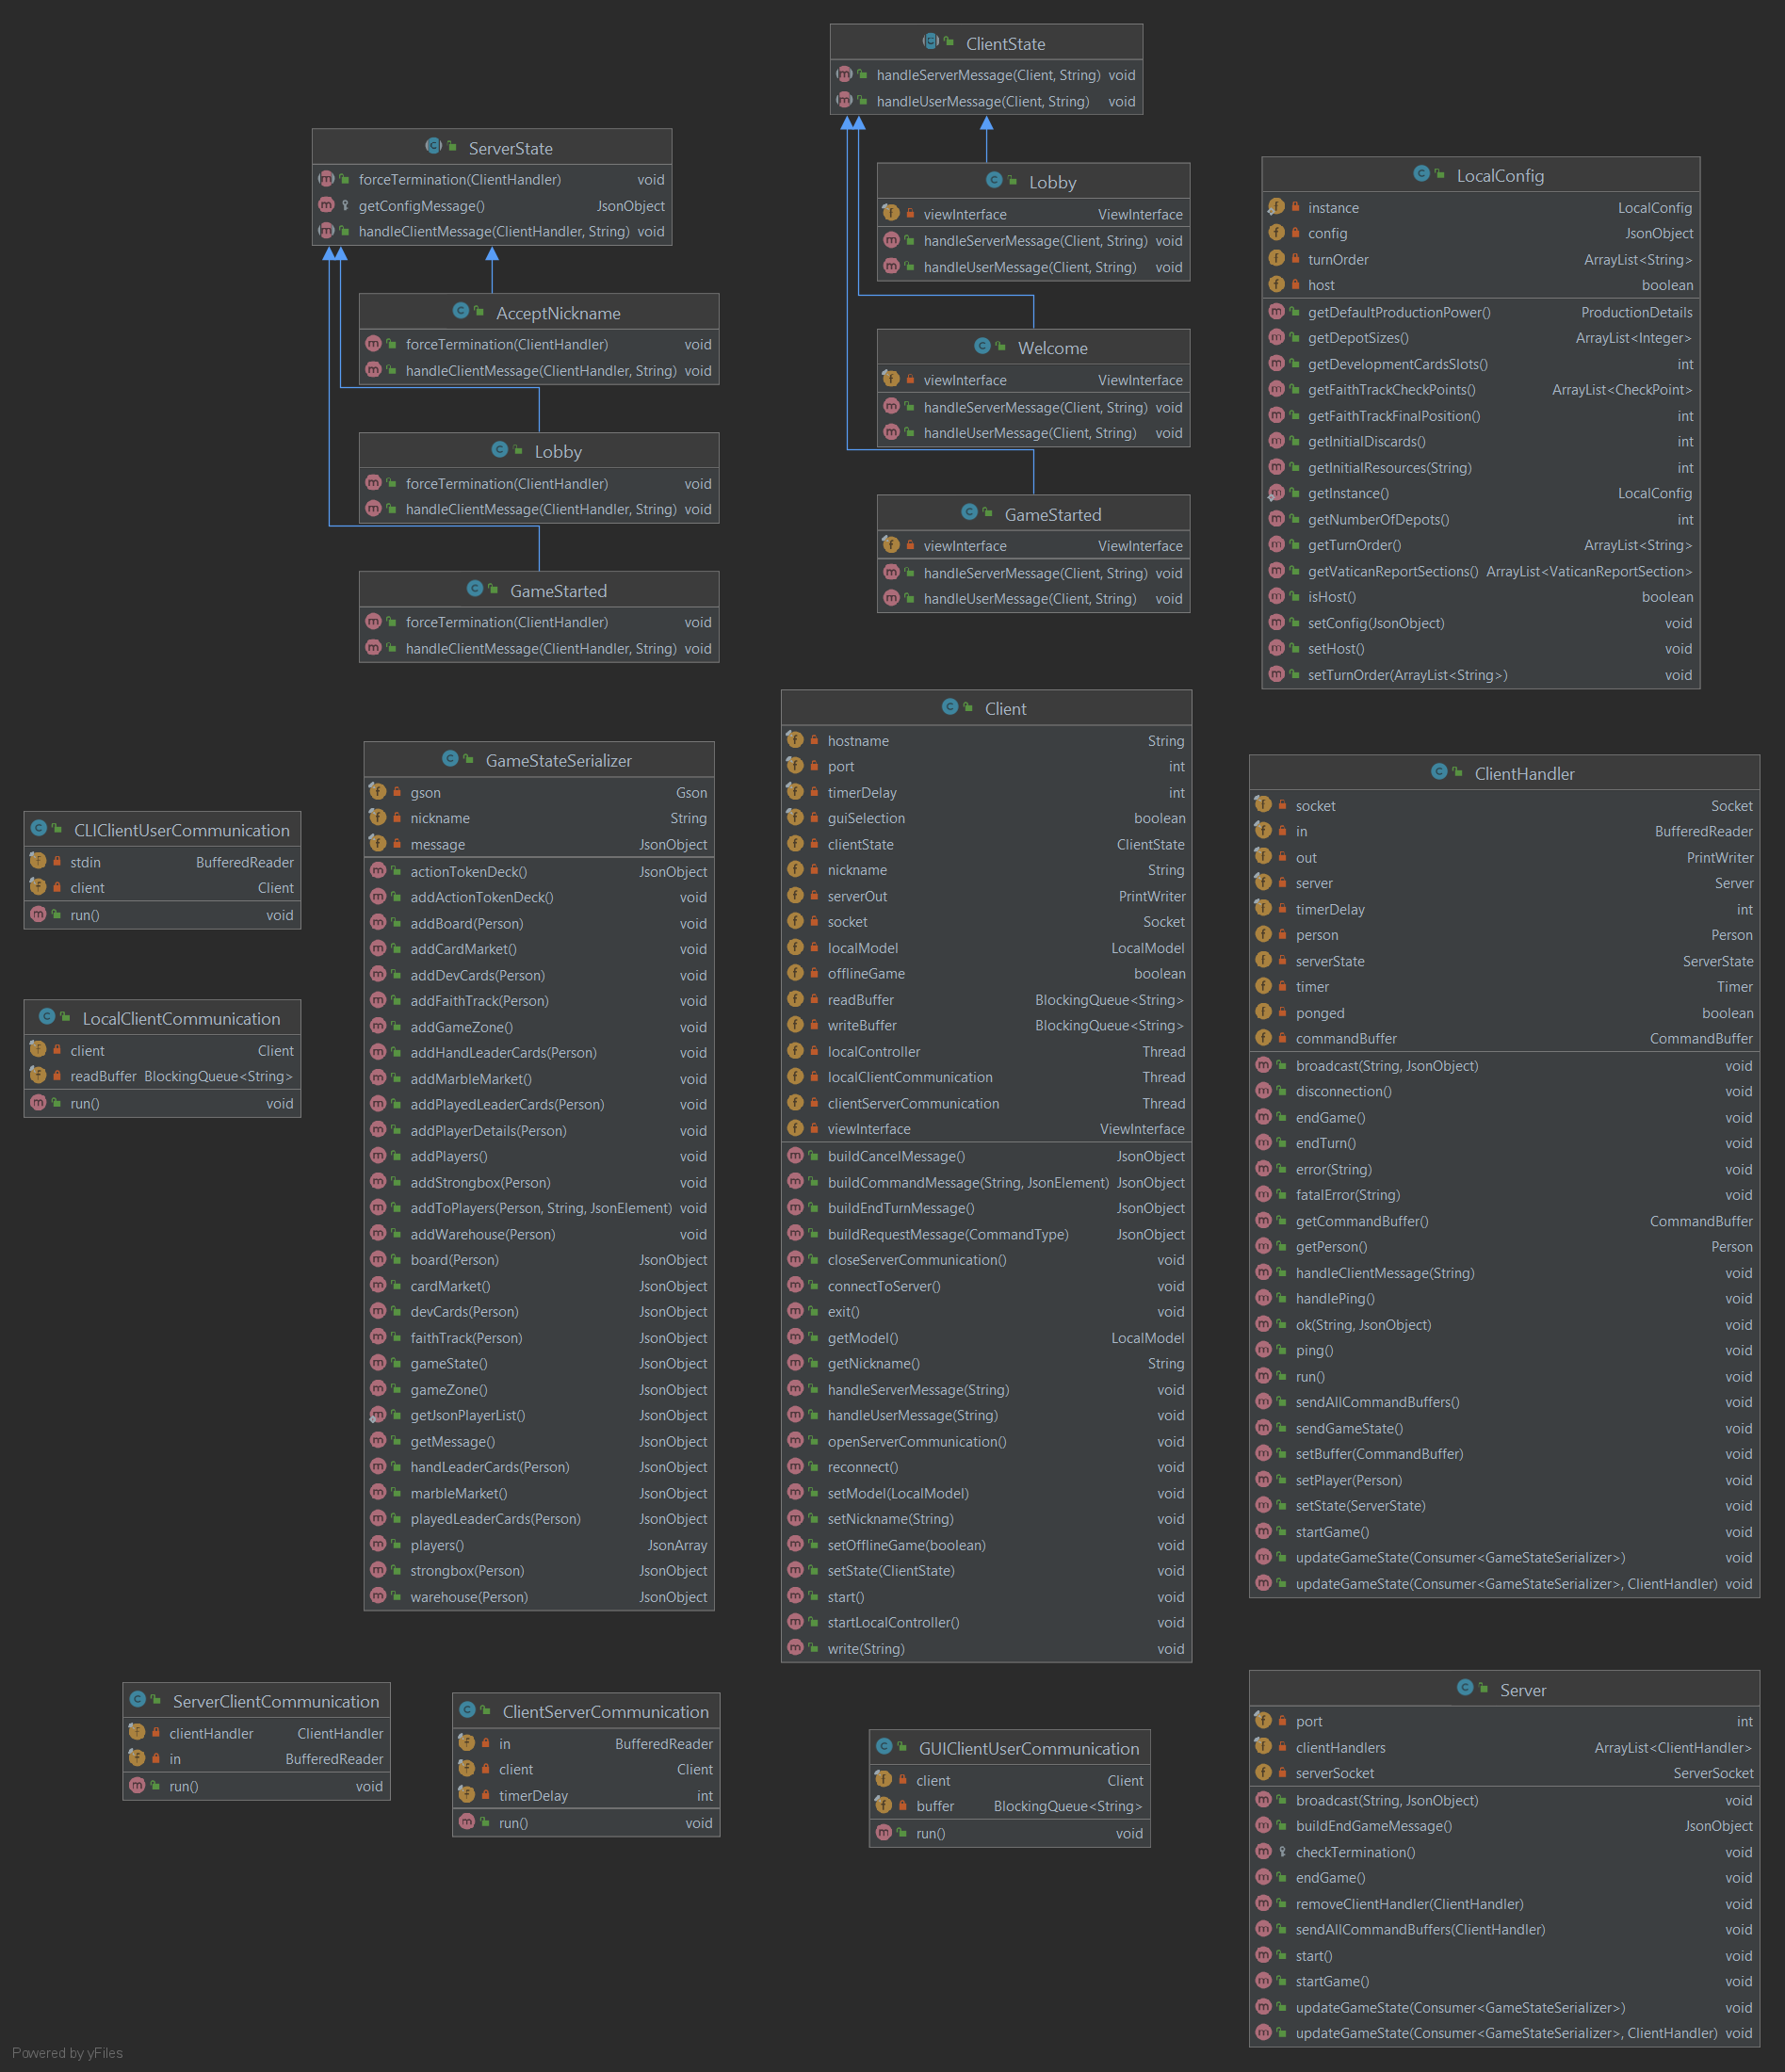 ClientState
handleServerMessage(Client, String) void
handleUserMessage(Client, String) void
ServerState
forceTermination(ClientHandler) void
getConfigMessage() JsonObject
handleClientMessage(ClientHandler, String) void
Lobby
viewInterface ViewInterface
handleServerMessage(Client, String) void
handleUserMessage(Client, String) void
LocalConfig
instance LocalConfig
config JsonObject
turnOrder ArrayList<String>
host boolean
getDefaultProductionPower() ProductionDetails
getDepotSizes() ArrayList<Integer>
getDevelopmentCardsSlots() int
getFaithTrackCheckPoints() ArrayList<CheckPoint>
getFaithTrackFinalPosition() int
getInitialDiscards() int
getInitialResources(String) int
getInstance() LocalConfig
getNumberOfDepots() int
getTurnOrder() ArrayList<String>
getVaticanReportSections() ArrayList<VaticanReportSection>
isHost() boolean
setConfig(JsonObject) void
setHost() void
setTurnOrder(ArrayList<String>) void
AcceptNickname
forceTermination(ClientHandler) void
handleClientMessage(ClientHandler, String) void
Welcome
viewInterface ViewInterface
handleServerMessage(Client, String) void
handleUserMessage(Client, String) void
Lobby
forceTermination(ClientHandler) void
handleClientMessage(ClientHandler, String) void
GameStarted
viewInterface ViewInterface
handleServerMessage(Client, String) void
handleUserMessage(Client, String) void
GameStarted
forceTermination(ClientHandler) void
handleClientMessage(ClientHandler, String) void
Client
hostname String
port int
timerDelay int
guiSelection boolean
clientState ClientState
nickname String
serverOut PrintWriter
socket Socket
localModel LocalModel
offlineGame boolean
readBuffer BlockingQueue<String>
writeBuffer BlockingQueue<String>
localController Thread
localClientCommunication Thread
clientServerCommunication Thread
viewInterface ViewInterface
buildCancelMessage() JsonObject
buildCommandMessage(String, JsonElement) JsonObject
buildEndTurnMessage() JsonObject
buildRequestMessage(CommandType) JsonObject
closeServerCommunication() void
connectToServer() void
exit() void
getModel() LocalModel
getNickname() String
handleServerMessage(String) void
handleUserMessage(String) void
openServerCommunication() void
reconnect() void
setModel(LocalModel) void
setNickname(String) void
setOfflineGame(boolean) void
setState(ClientState) void
start() void
startLocalController() void
write(String) void
GameStateSerializer
gson Gson
nickname String
message JsonObject
actionTokenDeck() JsonObject
addActionTokenDeck() void
addBoard(Person) void
addCardMarket() void
addDevCards(Person) void
addFaithTrack(Person) void
addGameZone() void
addHandLeaderCards(Person) void
addMarbleMarket() void
addPlayedLeaderCards(Person) void
addPlayerDetails(Person) void
addPlayers() void
addStrongbox(Person) void
addToPlayers(Person, String, JsonElement) void
addWarehouse(Person) void
board(Person) JsonObject
cardMarket() JsonObject
devCards(Person) JsonObject
faithTrack(Person) JsonObject
gameState() JsonObject
gameZone() JsonObject
getJsonPlayerList() JsonObject
getMessage() JsonObject
handLeaderCards(Person) JsonObject
marbleMarket() JsonObject
playedLeaderCards(Person) JsonObject
players() JsonArray
strongbox(Person) JsonObject
warehouse(Person) JsonObject
ClientHandler
socket Socket
in BufferedReader
out PrintWriter
server Server
timerDelay int
person Person
serverState ServerState
timer Timer
ponged boolean
commandBuffer CommandBuffer
broadcast(String, JsonObject) void
disconnection() void
endGame() void
endTurn() void
error(String) void
fatalError(String) void
getCommandBuffer() CommandBuffer
getPerson() Person
handleClientMessage(String) void
handlePing() void
ok(String, JsonObject) void
ping() void
run() void
sendAllCommandBuffers() void
sendGameState() void
setBuffer(CommandBuffer) void
setPlayer(Person) void
setState(ServerState) void
startGame() void
updateGameState(Consumer<GameStateSerializer>) void
updateGameState(Consumer<GameStateSerializer>, ClientHandler) void
CLIClientUserCommunication
stdin BufferedReader
client Client
run() void
LocalClientCommunication
client Client
readBuffer BlockingQueue<String>
run() void
ServerClientCommunication
clientHandler ClientHandler
in BufferedReader
run() void
ClientServerCommunication
in BufferedReader
client Client
timerDelay int
run() void
GUIClientUserCommunication
client Client
buffer BlockingQueue<String>
run() void
Server
port int
clientHandlers ArrayList<ClientHandler>
serverSocket ServerSocket
broadcast(String, JsonObject) void
buildEndGameMessage() JsonObject
checkTermination() void
endGame() void
removeClientHandler(ClientHandler) void
sendAllCommandBuffers(ClientHandler) void
start() void
startGame() void
updateGameState(Consumer<GameStateSerializer>) void
updateGameState(Consumer<GameStateSerializer>, ClientHandler) void
Powered by yFiles